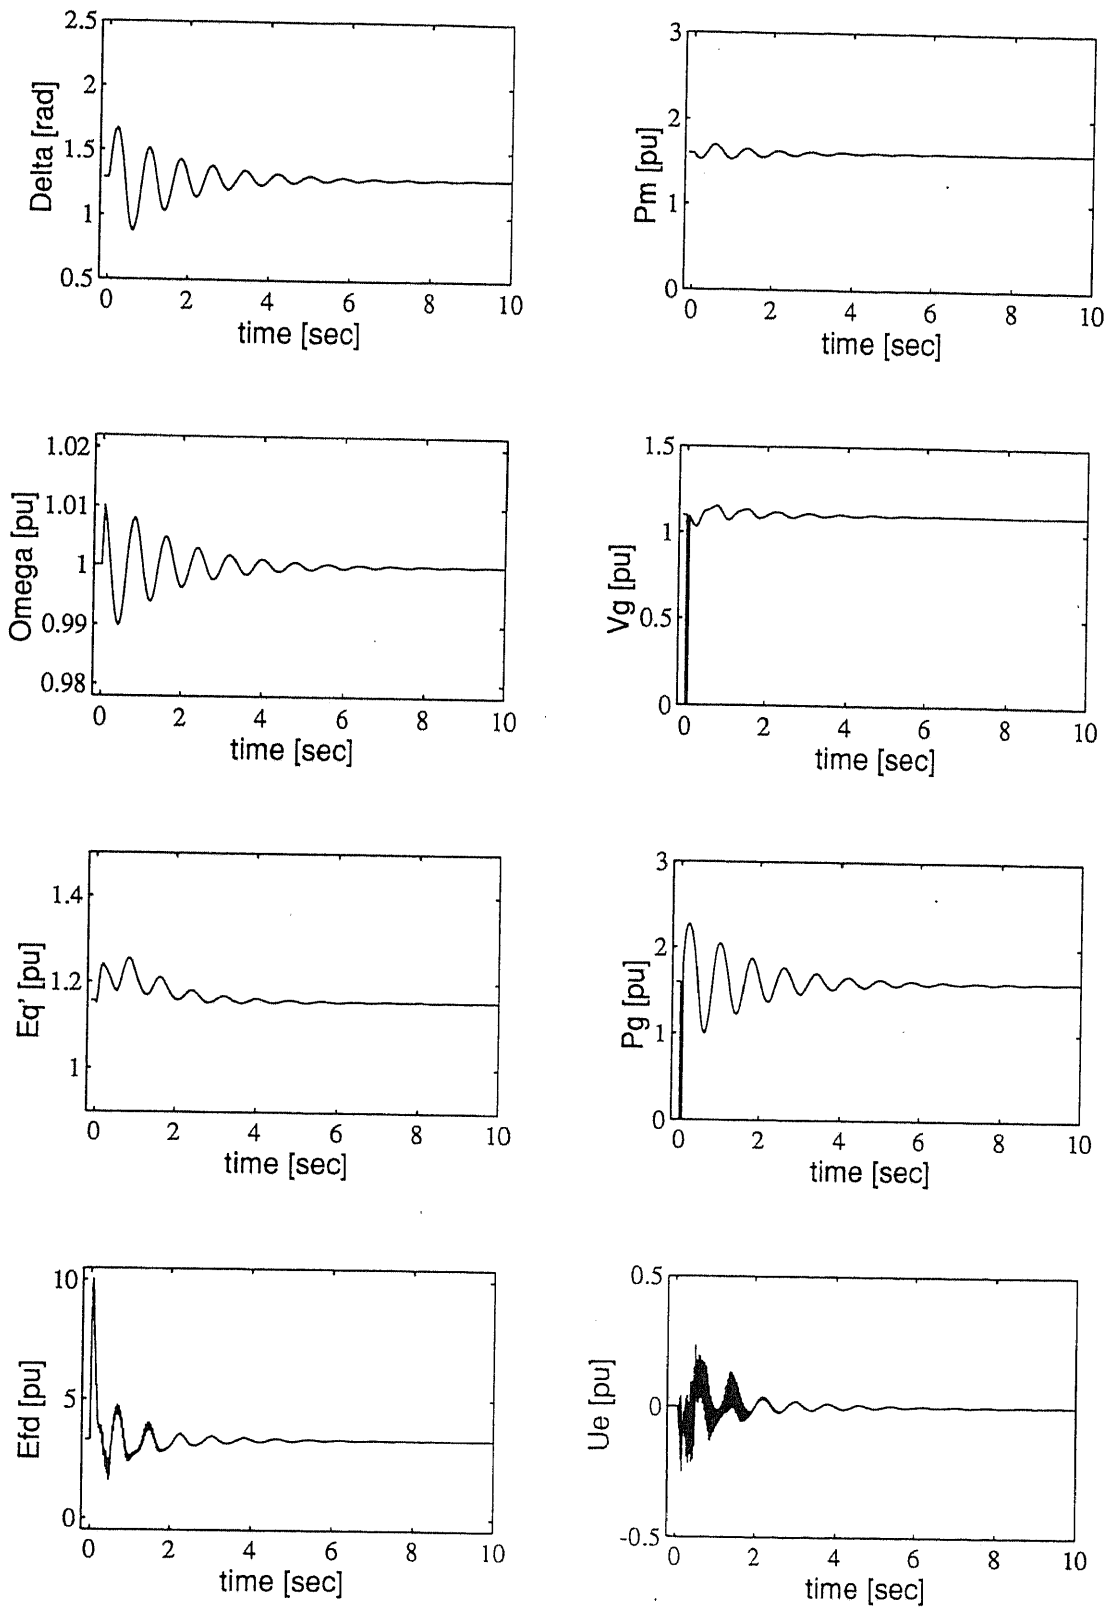 2.5
2
1.5
1
0.5
Delta [rad]
0 2 4 6 8 10
time [sec]
3
2
1
0
Pm [pu]
0 2 4 6 8 10
time [sec]
1.02
1.01
1
0.99
0.98
Omega [pu]
0 2 4 6 8 10
time [sec]
1.5
1
0.5
0
Vg [pu]
0 2 4 6 8 10
time [sec]
1.4
1.2
1
Eq' [pu]
0 2 4 6 8 10
time [sec]
3
2
1
0
Pg [pu]
0 2 4 6 8 10
time [sec]
10
5
0
Efd [pu]
0 2 4 6 8 10
time [sec]
0.5
0
-0.5
Ue [pu]
0 2 4 6 8 10
time [sec]